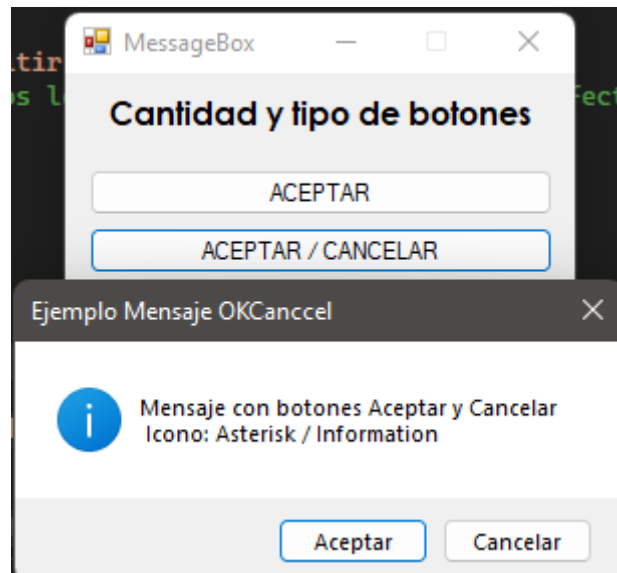 MessageBox
Cantidad y tipo de botones
ACEPTAR
ACEPTAR / CANCELAR
Ejemplo Mensaje OKCanccel
Mensaje con botones Aceptar y Cancelar
Icono: Asterisk / Information
Aceptar Cancelar